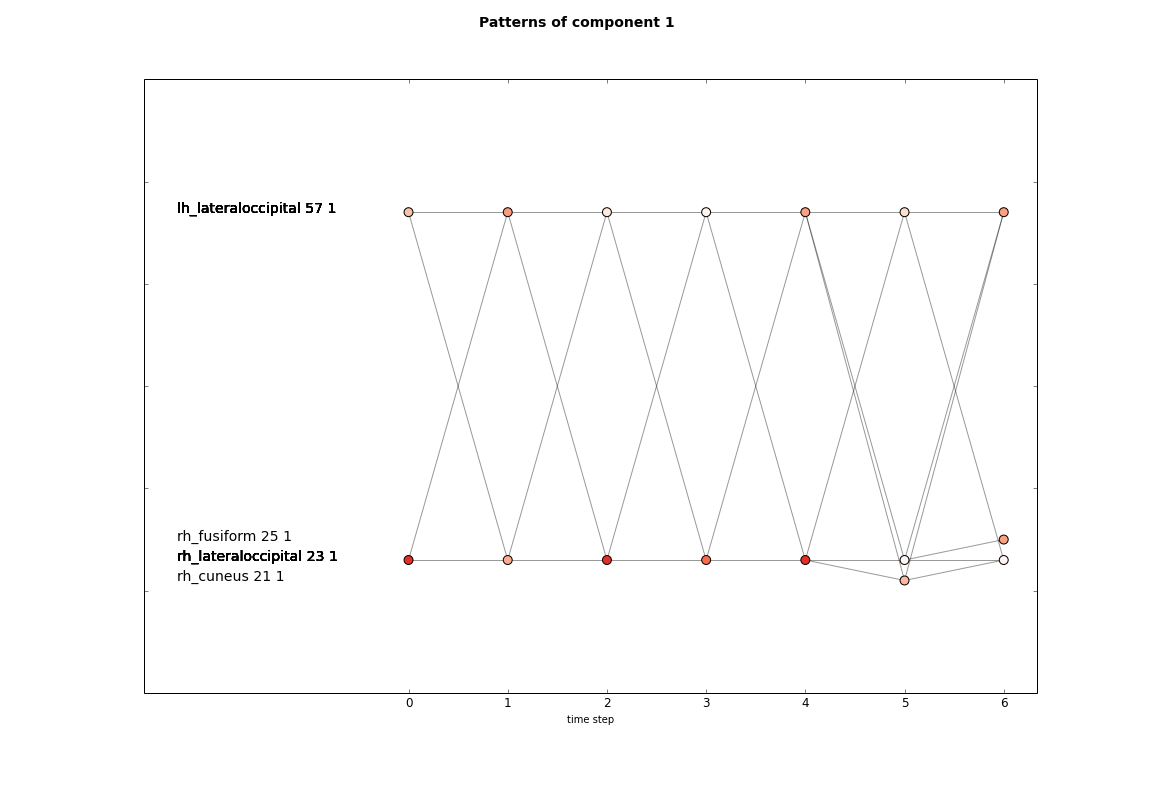 Patterns of component 1
lh_lateraloccipital 57 1
rh_fusiform 25 1
rh_lateraloccipital 23 1
rh_cuneus 21 1
0 1 2 3 4 5 6
time step